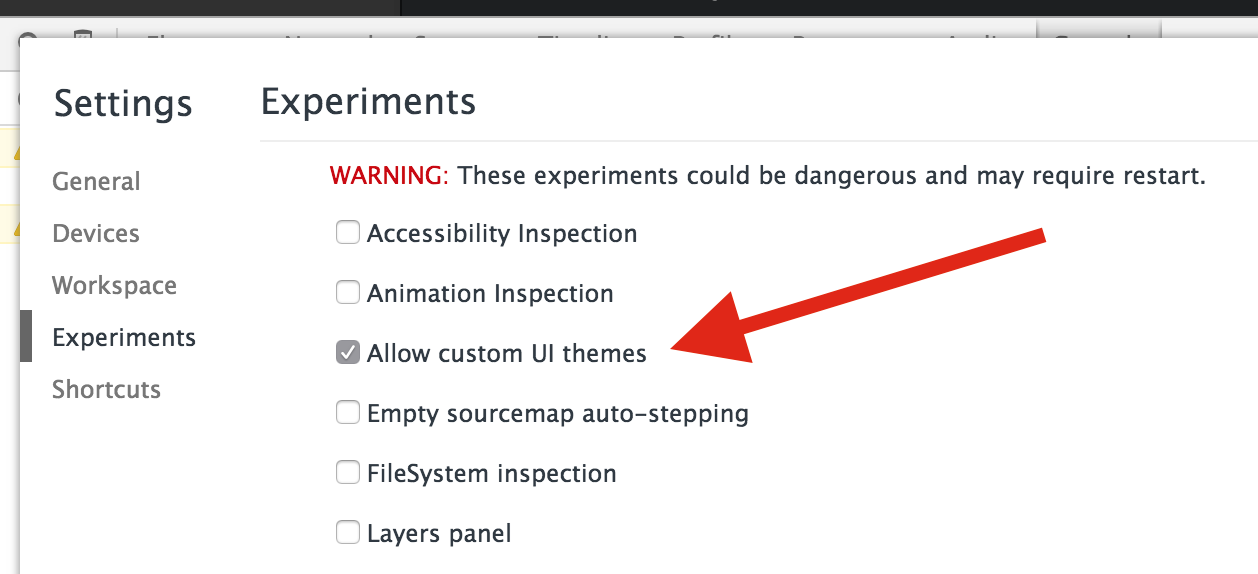 Settings
Experiments
General
Devices
Workspace
Experiments
Shortcuts
WARNING: These experiments could be dangerous and may require restart.
Accessibility Inspection
Animation Inspection
Allow custom UI themes
Empty sourcemap auto-stepping
FileSystem inspection
Layers panel